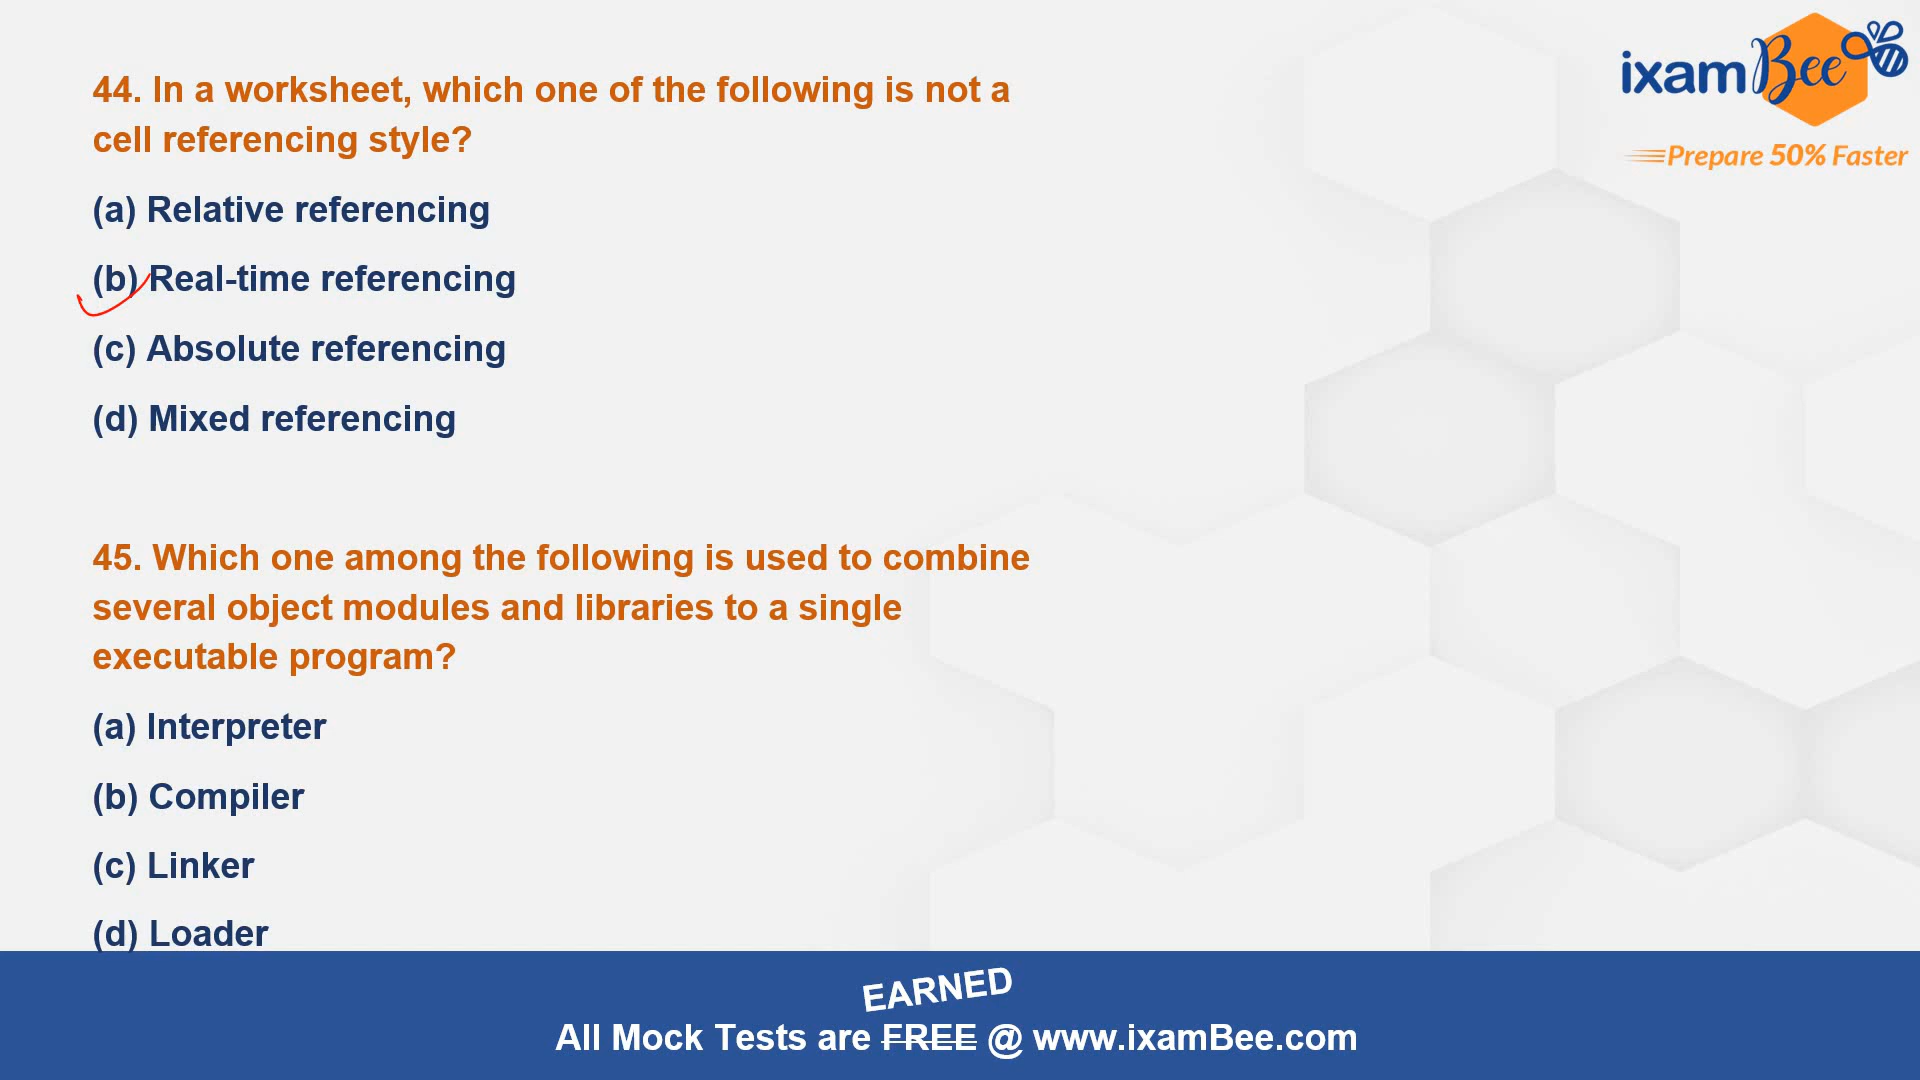 44. In a worksheet, which one of the following is not a
cell referencing style?
(a) Relative referencing
(b) Real-time referencing
(c) Absolute referencing
(d) Mixed referencing
45. Which one among the following is used to combine
several object modules and libraries to a single
executable program?
(a) Interpreter
(b) Compiler
(c) Linker
(d) Loader
ixamBee
Prepare 50% Faster
EARNED
All Mock Tests are FREE @ www.ixamBee.com